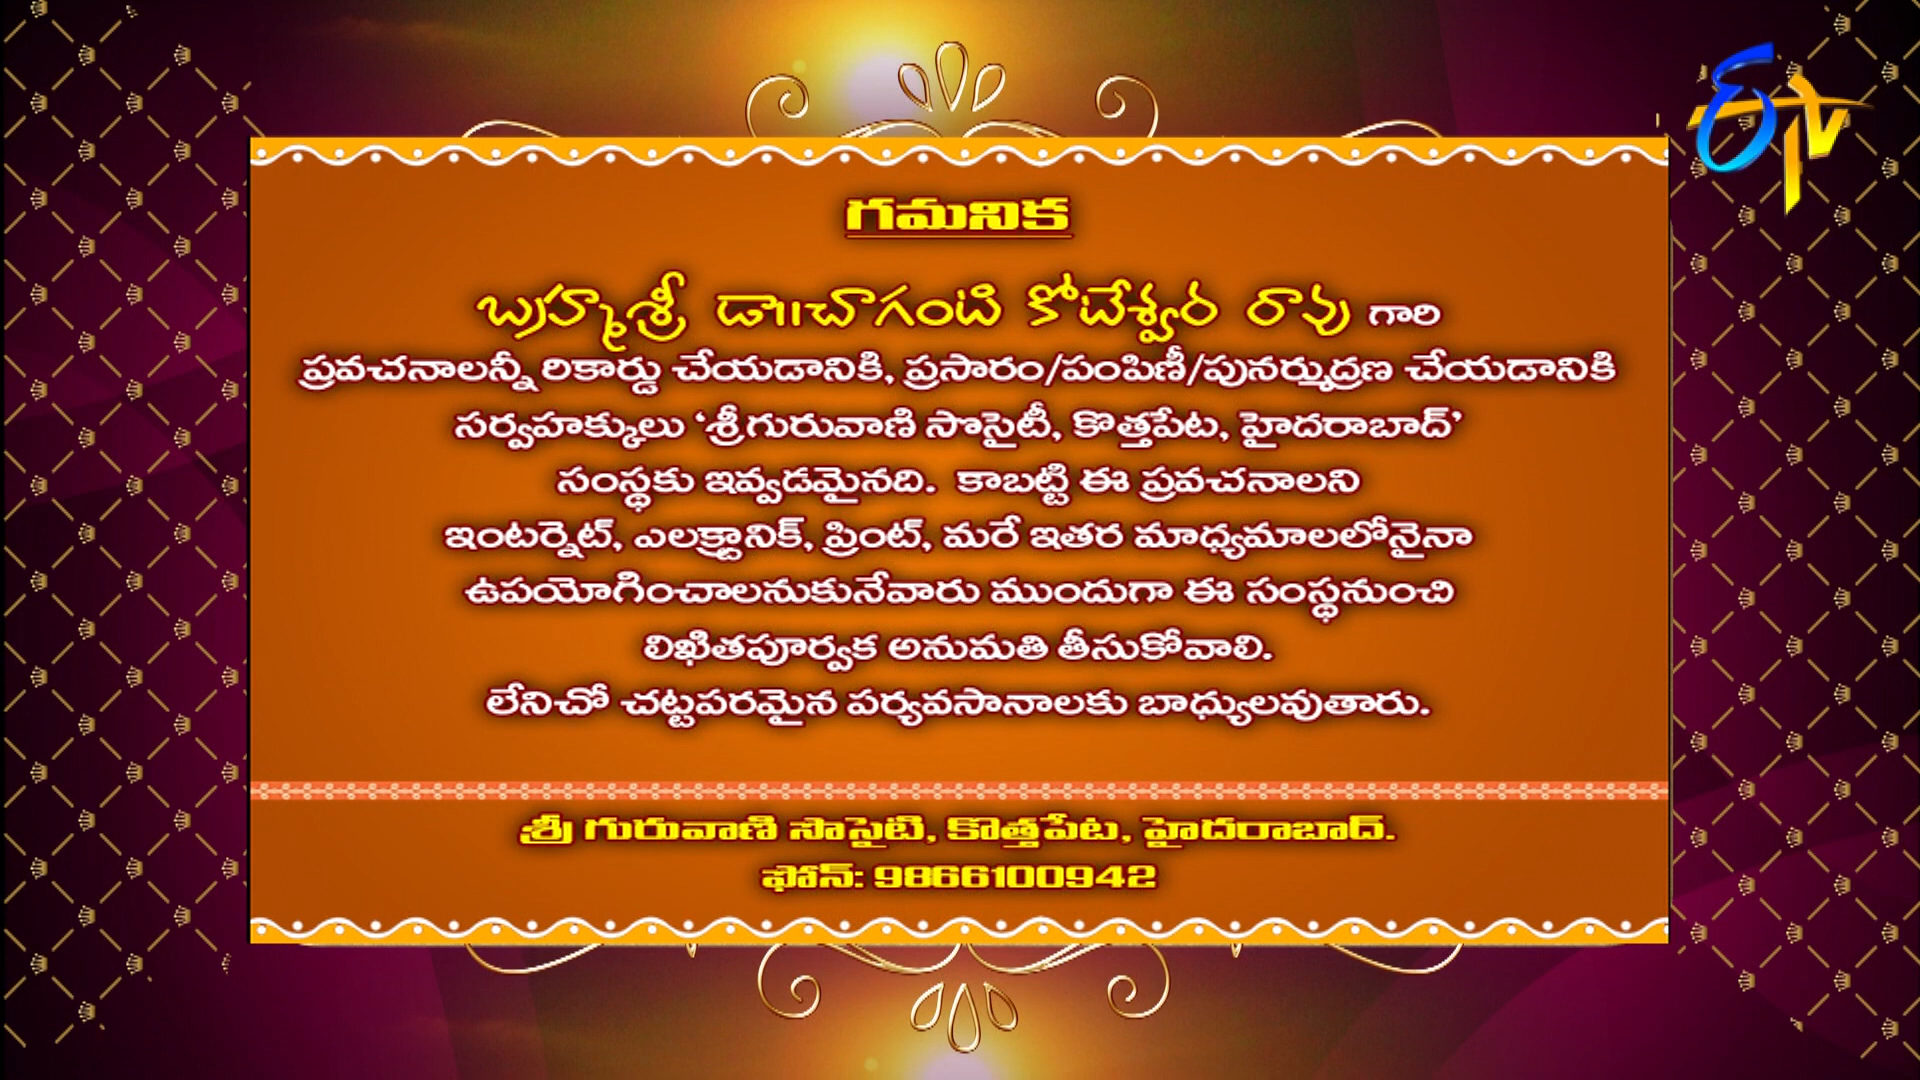 ఈTV
గమనిక
బ్రహ్మశ్రీ డా॥చాగంటి కోటేశ్వర రావు గారి
ప్రవచనాలన్నీ రికార్డు చేయడానికి, ప్రసారం/పంపిణీ/పునర్ముద్రణ చేయడానికి
సర్వహక్కులు ‘శ్రీగురువాణి సొసైటీ, కొత్తపేట, హైదరాబాద్’
సంస్థకు ఇవ్వడమైనది. కాబట్టి ఈ ప్రవచనాలని
ఇంటర్నెట్, ఎలక్ట్రానిక్, ప్రింట్, మరే ఇతర మాధ్యమాలలోనైనా
ఉపయోగించాలనుకునేవారు ముందుగా ఈ సంస్థనుంచి
లిఖితపూర్వక అనుమతి తీసుకోవాలి.
లేనిచో చట్టపరమైన పర్యవసానాలకు బాధ్యులవుతారు.
శ్రీ గురువాణి సొసైటి, కొత్తపేట, హైదరాబాద్.
ఫోన్: 9866100942